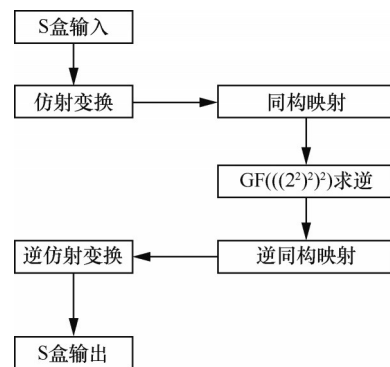 S盒输入
仿射变换
同构映射
GF(((2²)²)²)求逆
逆仿射变换
逆同构映射
S盒输出